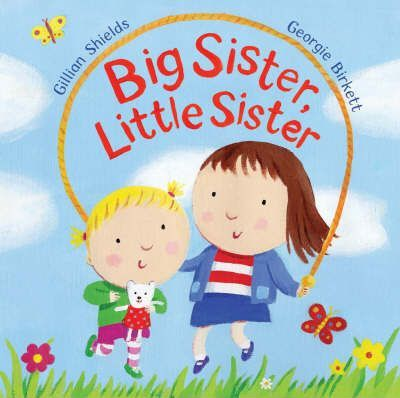 Gillian Shields
Georgie Birkett
Big Sister,
Little Sister